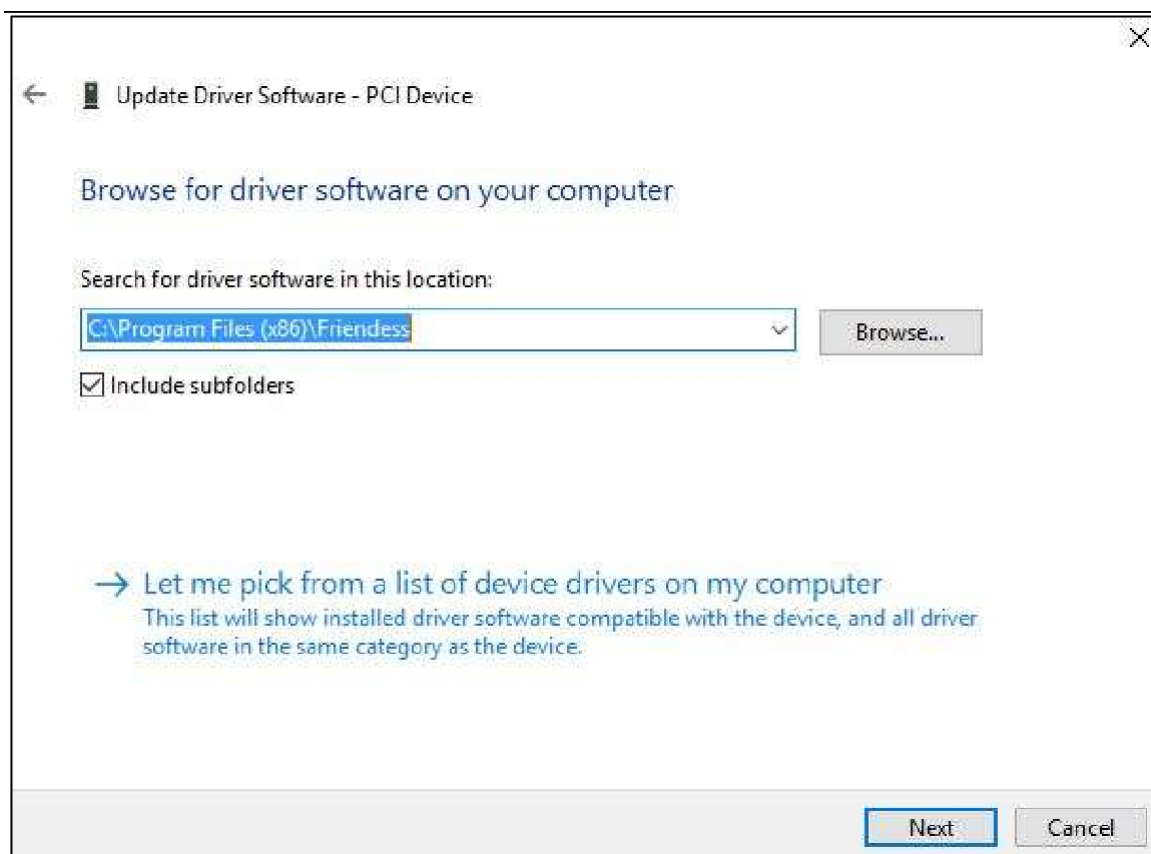 Update Driver Software - PCI Device
Browse for driver software on your computer
Search for driver software in this location:
C:\Program Files (x86)\Friendess
Browse...
Include subfolders
Let me pick from a list of device drivers on my computer
This list will show installed driver software compatible with the device, and all driver
software in the same category as the device.
Next
Cancel